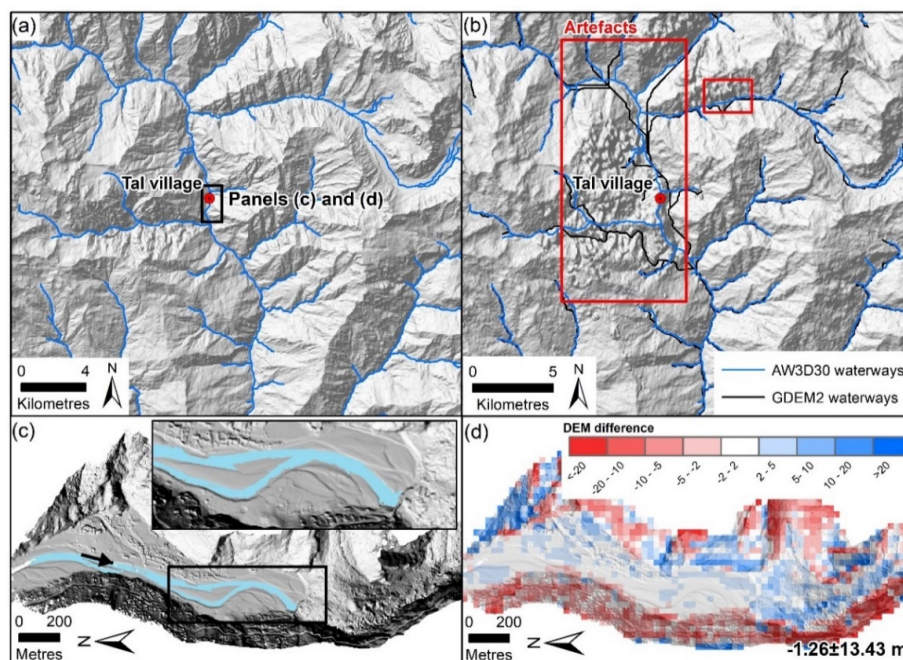 (a)
Tal village
Panels (c) and (d)
0 4
Kilometres
N
(b)
Artefacts
Tal village
0 5
Kilometres
N
AW3D30 waterways
GDEM2 waterways
(c)
0 200
Metres
N
(d)
DEM difference
<-20
-20 - -10
-10 - -5
-5 - -2
-2 - 2
2 - 5
5 - 10
10 - 20
>20
0 200
Metres
N
-1.26±13.43 m